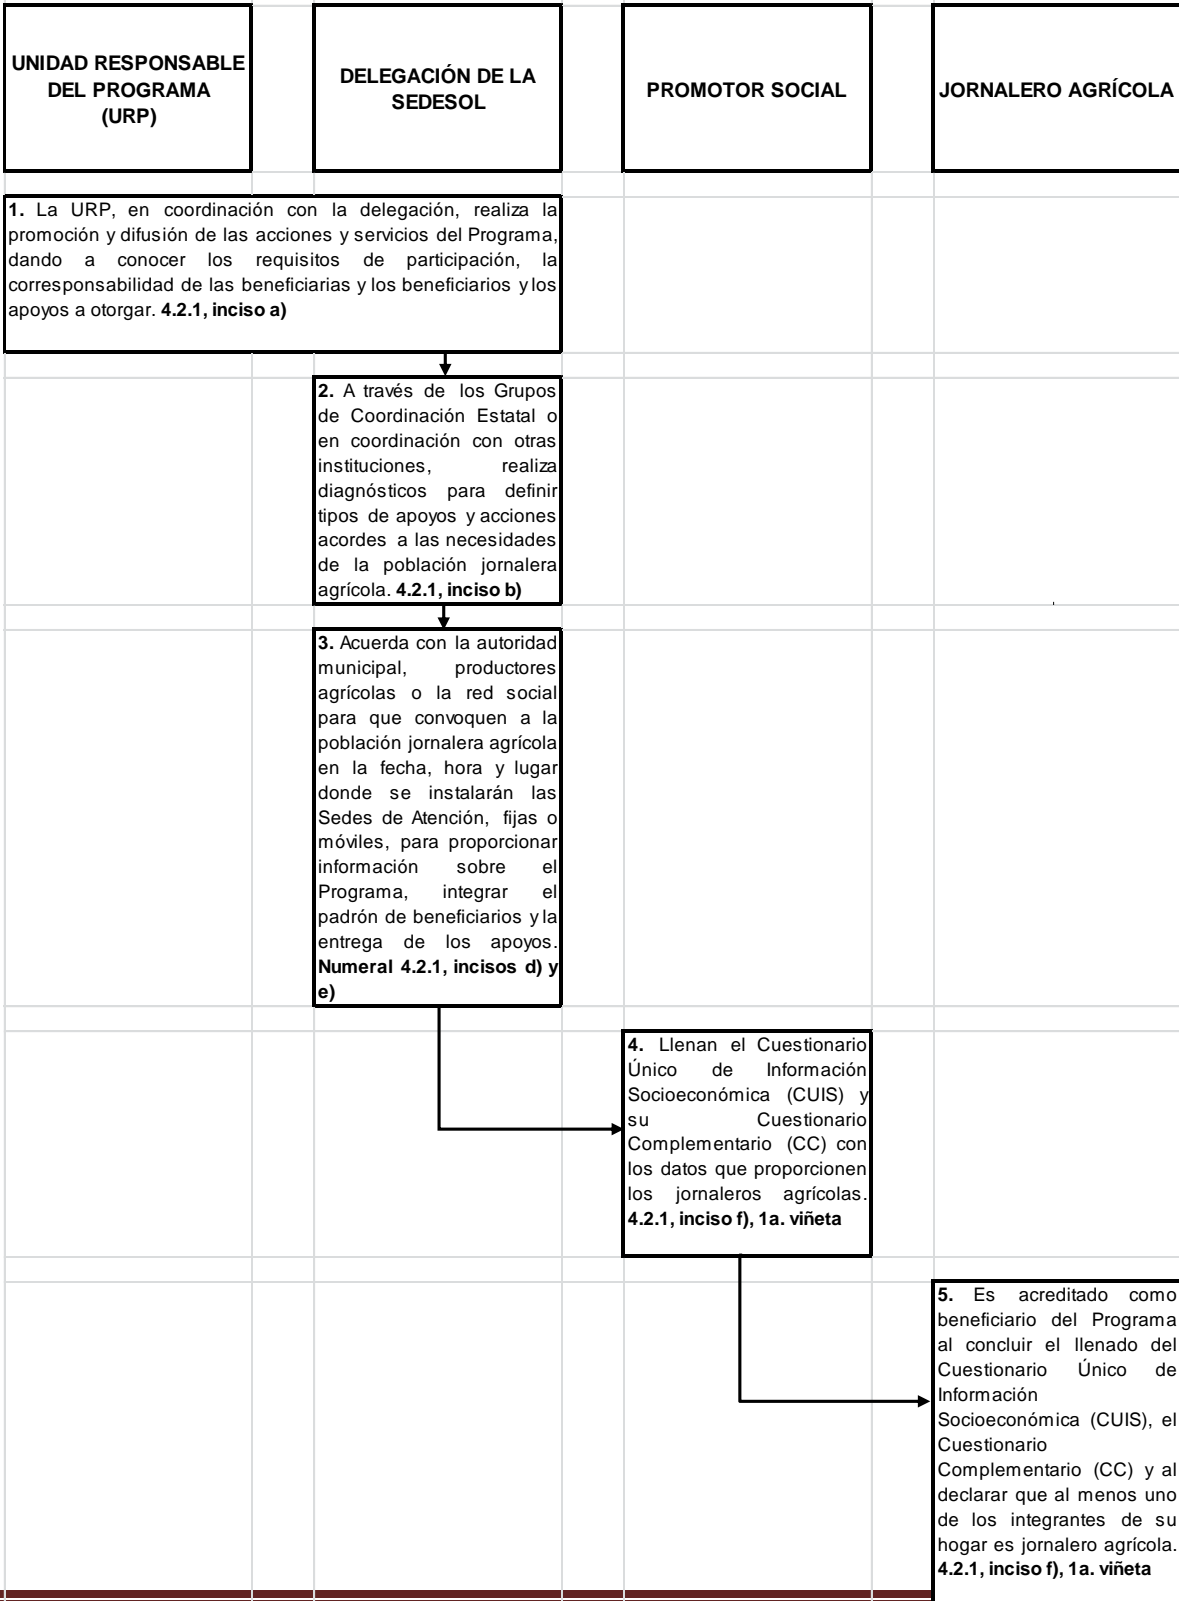 UNIDAD RESPONSABLE
DEL PROGRAMA
(URP)
DELEGACIÓN DE LA
SEDESOL
PROMOTOR SOCIAL
JORNALERO AGRÍCOLA
1. La URP, en coordinación con la delegación, realiza la
promoción y difusión de las acciones y servicios del Programa,
dando a conocer los requisitos de participación, la
corresponsabilidad de las beneficiarias y los beneficiarios y los
apoyos a otorgar. 4.2.1, inciso a)
2. A través de los Grupos
de Coordinación Estatal o
en coordinación con otras
instituciones, realiza
diagnósticos para definir
tipos de apoyos y acciones
acordes a las necesidades
de la población jornalera
agrícola. 4.2.1, inciso b)
3. Acuerda con la autoridad
municipal, productores
agrícolas o la red social
para que convoquen a la
población jornalera agrícola
en la fecha, hora y lugar
donde se instalarán las
Sedes de Atención, fijas o
móviles, para proporcionar
información sobre el
Programa, integrar el
padrón de beneficiarios y la
entrega de los apoyos.
Numeral 4.2.1, incisos d) y
e)
4. Llenan el Cuestionario
Único de Información
Socioeconómica (CUIS) y
su Cuestionario
Complementario (CC) con
los datos que proporcionen
los jornaleros agrícolas.
4.2.1, inciso f), 1a. viñeta
5. Es acreditado como
beneficiario del Programa
al concluir el llenado del
Cuestionario Único de
Información
Socioeconómica (CUIS), el
Cuestionario
Complementario (CC) y al
declarar que al menos uno
de los integrantes de su
hogar es jornalero agrícola.
4.2.1, inciso f), 1a. viñeta